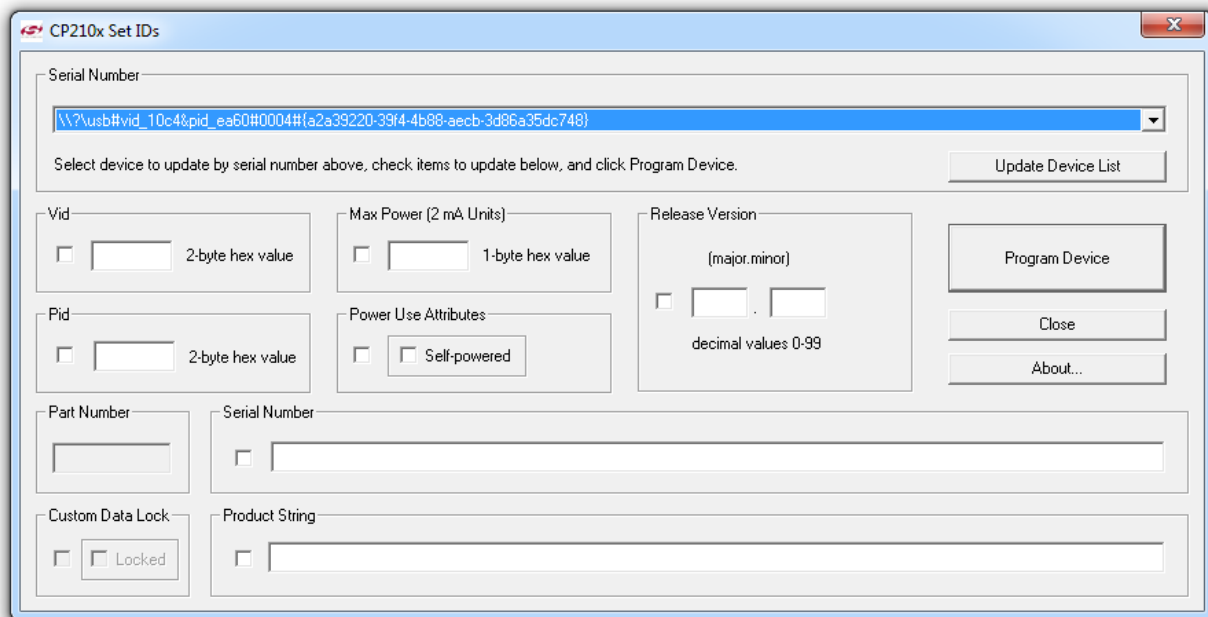 CP210x Set IDs
Serial Number
\\?\usb#vid_10c4&pid_ea60#0004#{a2a39220-39f4-4b88-aecb-3d86a35dc748}
Select device to update by serial number above, check items to update below, and click Program Device.
Update Device List
Vid
2-byte hex value
Max Power (2 mA Units)
1-byte hex value
Release Version
(major.minor)
.
decimal values 0-99
Program Device
Close
About...
Pid
2-byte hex value
Power Use Attributes
Self-powered
Part Number
Serial Number
Custom Data Lock
Locked
Product String